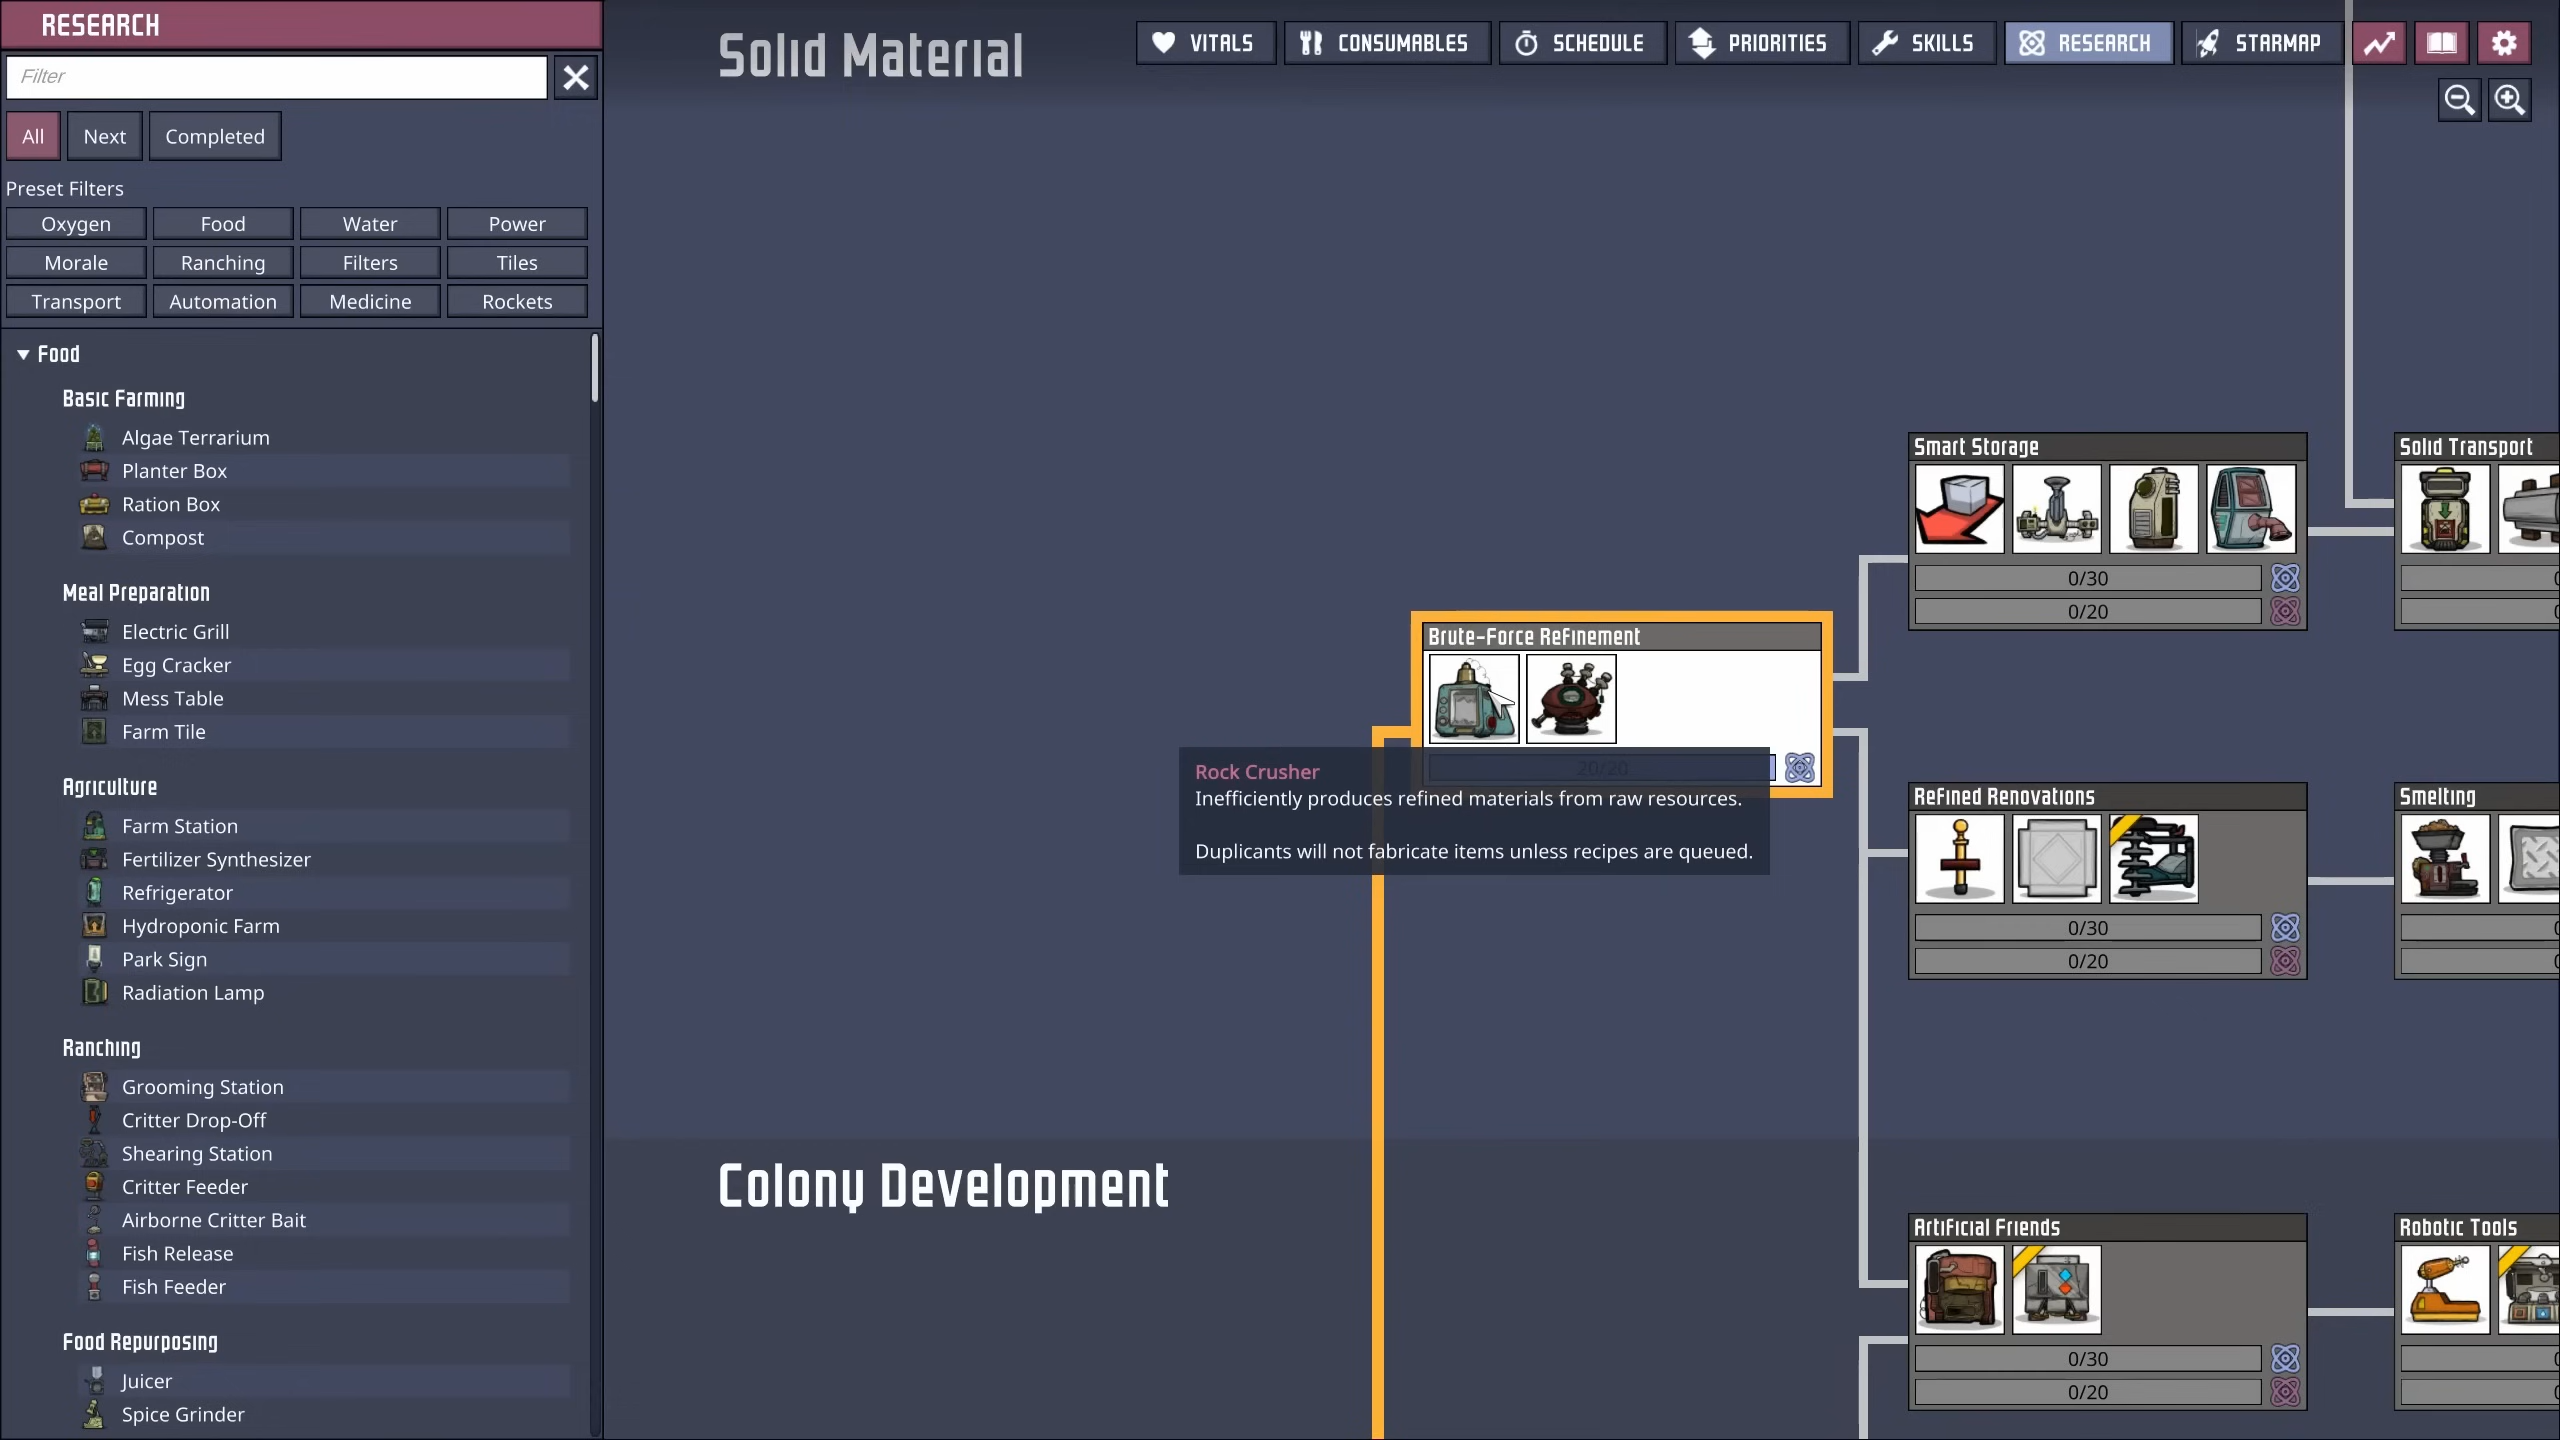 RESEARCH
Filter
All Next Completed
Preset Filters
Oxygen Food Water Power
Morale Ranching Filters Tiles
Transport Automation Medicine Rockets
Food
Basic Farming
Algae Terrarium
Planter Box
Ration Box
Compost
Meal Preparation
Electric Grill
Egg Cracker
Mess Table
Farm Tile
Agriculture
Farm Station
Fertilizer Synthesizer
Refrigerator
Hydroponic Farm
Park Sign
Radiation Lamp
Ranching
Grooming Station
Critter Drop-Off
Shearing Station
Critter Feeder
Airborne Critter Bait
Fish Release
Fish Feeder
Food Repurposing
Juicer
Spice Grinder
Solid Material
VITALS CONSUMABLES SCHEDULE PRIORITIES SKILLS RESEARCH STARMAP
Smart Storage
0/30
0/20
Solid Transport
Brute-Force Refinement
20/20
Rock Crusher
Inefficiently produces refined materials from raw resources.
Duplicants will not fabricate items unless recipes are queued.
Refined Renovations
0/30
0/20
Smelting
Colony Development
Artificial Friends
0/30
0/20
Robotic Tools